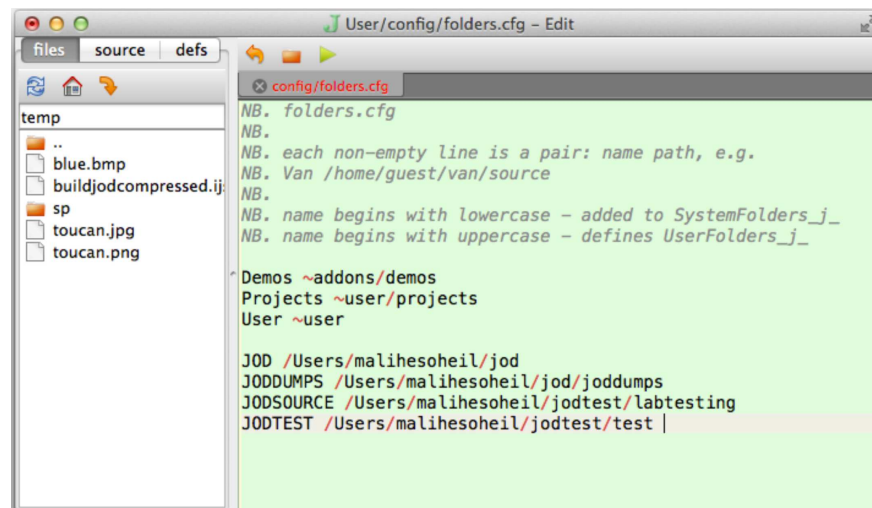 User/config/folders.cfg – Edit
files source defs
config/folders.cfg
temp
..
blue.bmp
buildjodcompressed.ij
sp
toucan.jpg
toucan.png
NB. folders.cfg
NB.
NB. each non-empty line is a pair: name path, e.g.
NB. Van /home/guest/van/source
NB.
NB. name begins with lowercase - added to SystemFolders_j_
NB. name begins with uppercase - defines UserFolders_j_
Demos ~addons/demos
Projects ~user/projects
User ~user
JOD /Users/malihesoheil/jod
JODDUMPS /Users/malihesoheil/jod/joddumps
JODSOURCE /Users/malihesoheil/jodtest/labtesting
JODTEST /Users/malihesoheil/jodtest/test